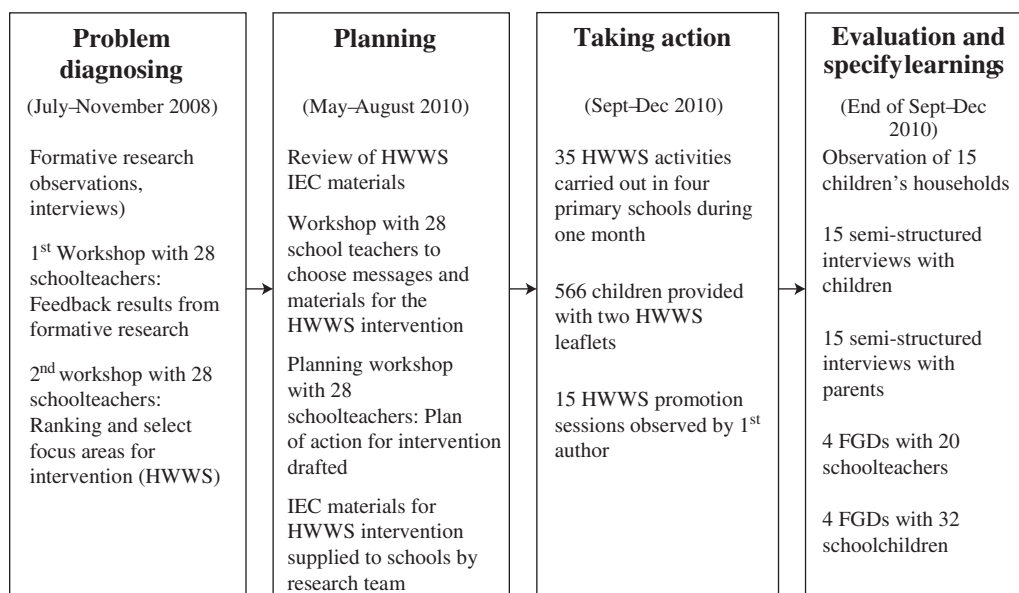 Problem
diagnosing
(July–November 2008)
Formative research
observations,
interviews)
1st Workshop with 28
schoolteachers:
Feedback results from
formative research
2nd workshop with 28
schoolteachers:
Ranking and select
focus areas for
intervention (HWWS)
Planning
(May–August 2010)
Review of HWWS
IEC materials
Workshop with 28
school teachers to
choose messages and
materials for the
HWWS intervention
Planning workshop
with 28
schoolteachers: Plan
of action for intervention
drafted
IEC materials for
HWWS intervention
supplied to schools by
research team
Taking action
(Sept–Dec 2010)
35 HWWS activities
carried out in four
primary schools during
one month
566 children provided
with two HWWS
leaflets
15 HWWS promotion
sessions observed by 1st
author
Evaluation and
specify learnings
(End of Sept–Dec
2010)
Observation of 15
children’s households
15 semi-structured
interviews with
children
15 semi-structured
interviews with
parents
4 FGDs with 20
schoolteachers
4 FGDs with 32
schoolchildren